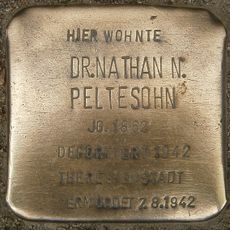 HIER WOHNTE
DR. NATHAN N.
PELTESOHN
JG. 1862
DEPORTIERT 1942
THERESIENSTADT
ERMORDET 2.8.1942